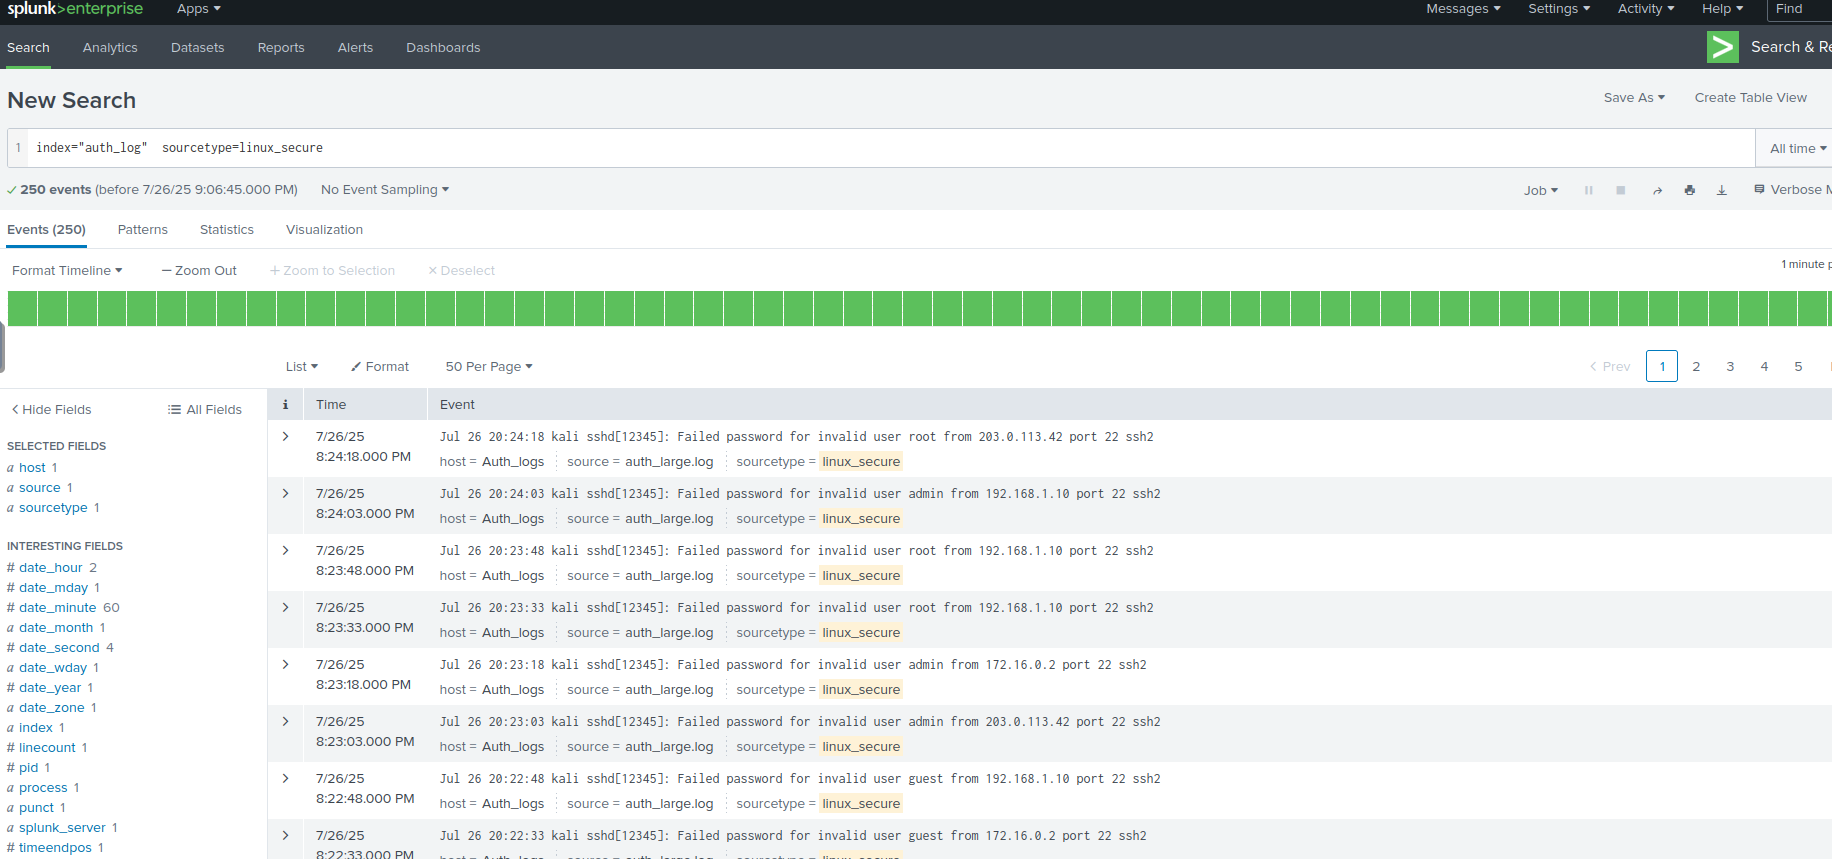 splunk>enterprise Apps Messages Settings Activity Help Find
Search Analytics Datasets Reports Alerts Dashboards Search & Re
New Search
Save As Create Table View
1 index="auth_log"  sourcetype=linux_secure All time
250 events (before 7/26/25 9:06:45.000 PM) No Event Sampling Job Verbose M
Events (250) Patterns Statistics Visualization
Format Timeline Zoom Out Zoom to Selection Deselect
1 minute p
List Format 50 Per Page Prev 1 2 3 4 5
Hide Fields All Fields
SELECTED FIELDS
a host 1
a source 1
a sourcetype 1
INTERESTING FIELDS
# date_hour 2
# date_mday 1
# date_minute 60
a date_month 1
# date_second 4
a date_wday 1
# date_year 1
a date_zone 1
a index 1
# linecount 1
# pid 1
a process 1
a punct 1
a splunk_server 1
# timeendpos 1
i Time Event
7/26/25 Jul 26 20:24:18 kali sshd[12345]: Failed password for invalid user root from 203.0.113.42 port 22 ssh2
8:24:18.000 PM host = Auth_logs source = auth_large.log sourcetype = linux_secure
7/26/25 Jul 26 20:24:03 kali sshd[12345]: Failed password for invalid user admin from 192.168.1.10 port 22 ssh2
8:24:03.000 PM host = Auth_logs source = auth_large.log sourcetype = linux_secure
7/26/25 Jul 26 20:23:48 kali sshd[12345]: Failed password for invalid user root from 192.168.1.10 port 22 ssh2
8:23:48.000 PM host = Auth_logs source = auth_large.log sourcetype = linux_secure
7/26/25 Jul 26 20:23:33 kali sshd[12345]: Failed password for invalid user root from 192.168.1.10 port 22 ssh2
8:23:33.000 PM host = Auth_logs source = auth_large.log sourcetype = linux_secure
7/26/25 Jul 26 20:23:18 kali sshd[12345]: Failed password for invalid user admin from 172.16.0.2 port 22 ssh2
8:23:18.000 PM host = Auth_logs source = auth_large.log sourcetype = linux_secure
7/26/25 Jul 26 20:23:03 kali sshd[12345]: Failed password for invalid user admin from 203.0.113.42 port 22 ssh2
8:23:03.000 PM host = Auth_logs source = auth_large.log sourcetype = linux_secure
7/26/25 Jul 26 20:22:48 kali sshd[12345]: Failed password for invalid user guest from 192.168.1.10 port 22 ssh2
8:22:48.000 PM host = Auth_logs source = auth_large.log sourcetype = linux_secure
7/26/25 Jul 26 20:22:33 kali sshd[12345]: Failed password for invalid user guest from 172.16.0.2 port 22 ssh2
8:22:33.000 PM